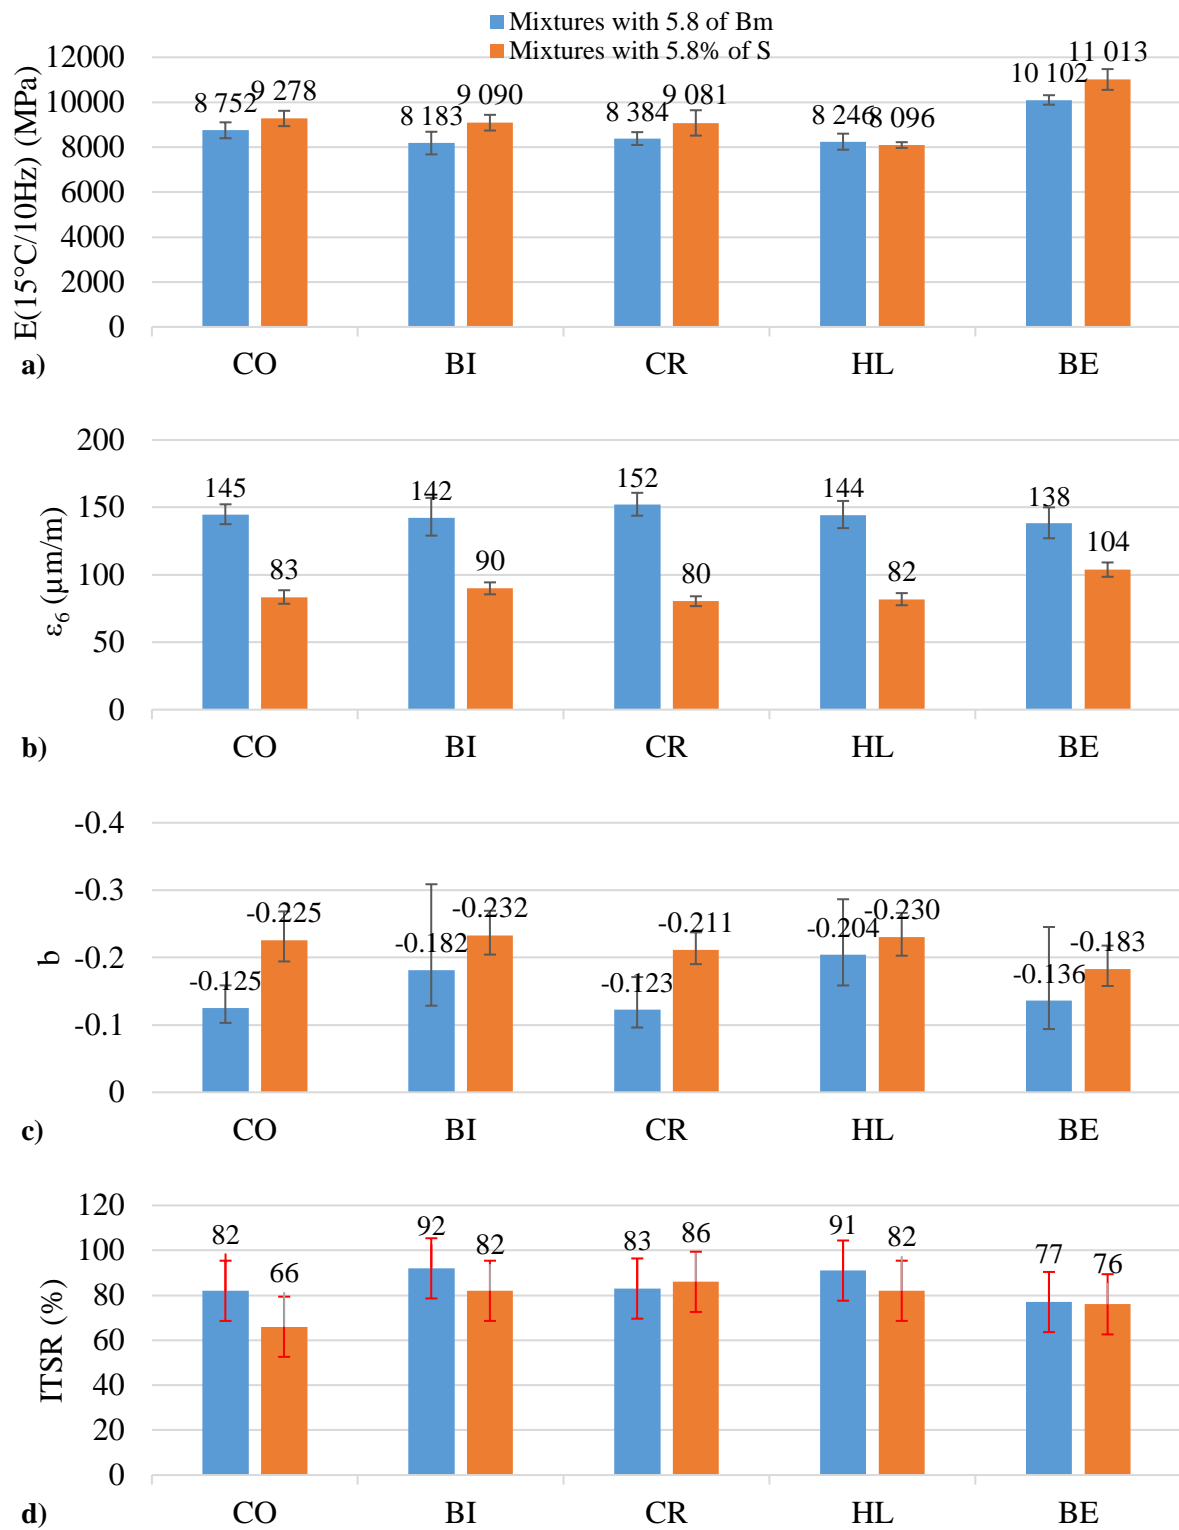 Mixtures with 5.8 of Bm
Mixtures with 5.8% of S
E(15°C/10Hz) (MPa)
12000
10000
8000
6000
4000
2000
0
8 752 9 278
8 183 9 090
8 384 9 081
8 246 8 096
10 102 11 013
CO BI CR HL BE
a)
ε6 (µm/m)
200
150
100
50
0
145 83
142 90
152 80
144 82
138 104
CO BI CR HL BE
b)
b
-0.4
-0.3
-0.2
-0.1
0
-0.125 -0.225
-0.182 -0.232
-0.123 -0.211
-0.204 -0.230
-0.136 -0.183
CO BI CR HL BE
c)
ITSR (%)
120
100
80
60
40
20
0
82 66
92 82
83 86
91 82
77 76
CO BI CR HL BE
d)